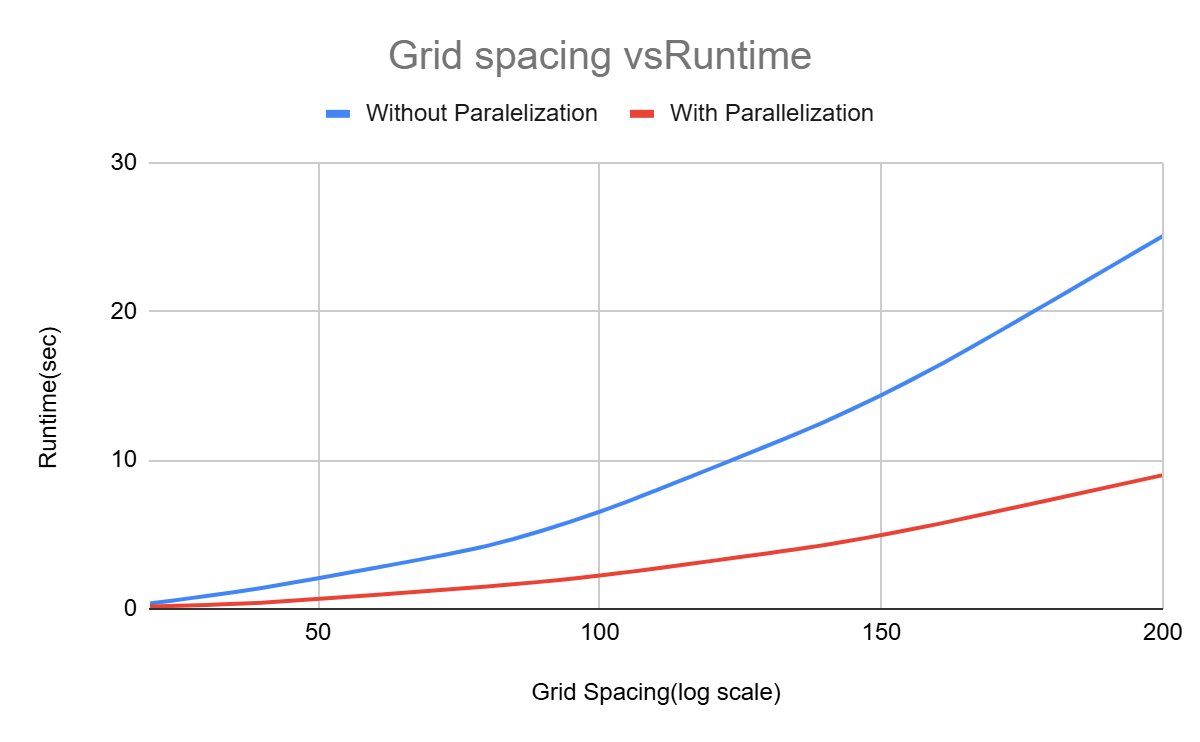 Grid spacing vsRuntime
Without Paralelization
With Parallelization
30
20
10
0
Runtime(sec)
50
100
150
200
Grid Spacing(log scale)